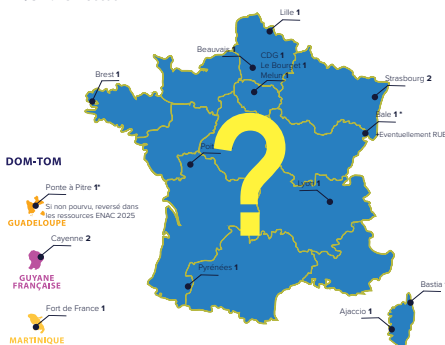 Lille 1
Beauvais 1
CDG 1
Le Bourget 1
Melun 1
Brest 1
Strasbourg 2
Bale 1 *
*Eventuellement RUE
DOM-TOM
Ponte à Pitre 1*
Si non pourvu, reversé dans
les ressources ENAC 2025
GUADELOUPE
Cayenne 2
GUYANE
FRANÇAISE
Pyrénées 1
Bastia
Ajaccio 1
Fort de France 1
MARTINIQUE
?